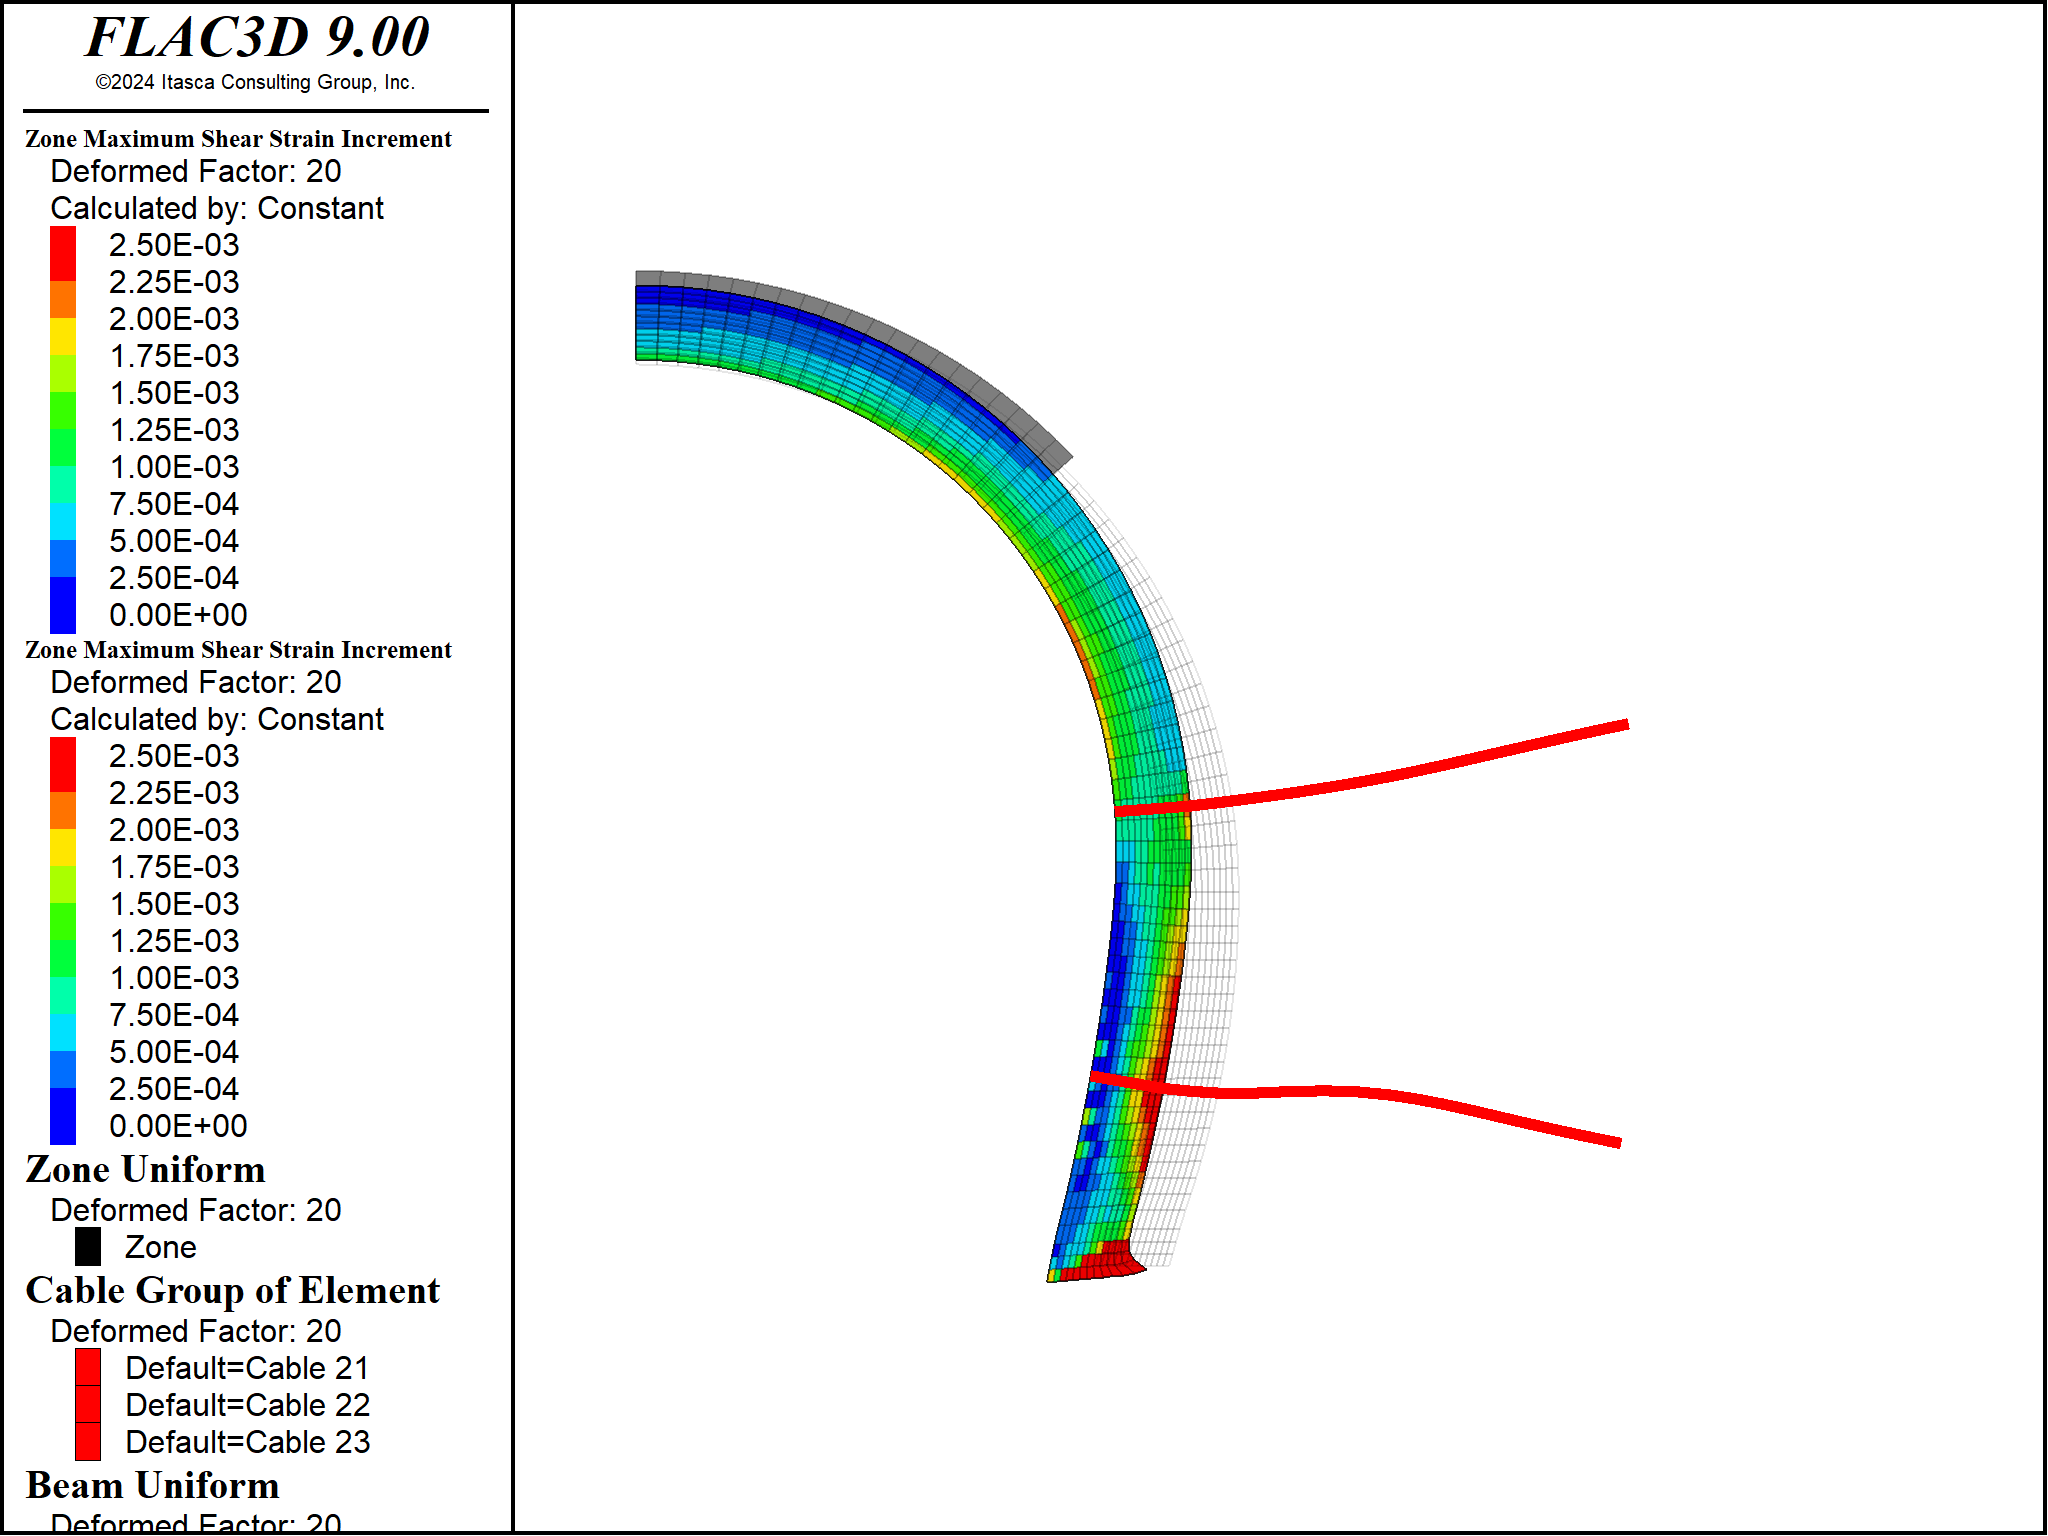 FLAC3D 9.00
©2024 Itasca Consulting Group, Inc.
Zone Maximum Shear Strain Increment
Deformed Factor: 20
Calculated by: Constant
2.50E-03
2.25E-03
2.00E-03
1.75E-03
1.50E-03
1.25E-03
1.00E-03
7.50E-04
5.00E-04
2.50E-04
0.00E+00
Zone Maximum Shear Strain Increment
Deformed Factor: 20
Calculated by: Constant
2.50E-03
2.25E-03
2.00E-03
1.75E-03
1.50E-03
1.25E-03
1.00E-03
7.50E-04
5.00E-04
2.50E-04
0.00E+00
Zone Uniform
Deformed Factor: 20
Zone
Cable Group of Element
Deformed Factor: 20
Default=Cable 21
Default=Cable 22
Default=Cable 23
Beam Uniform
Deformed Factor: 20